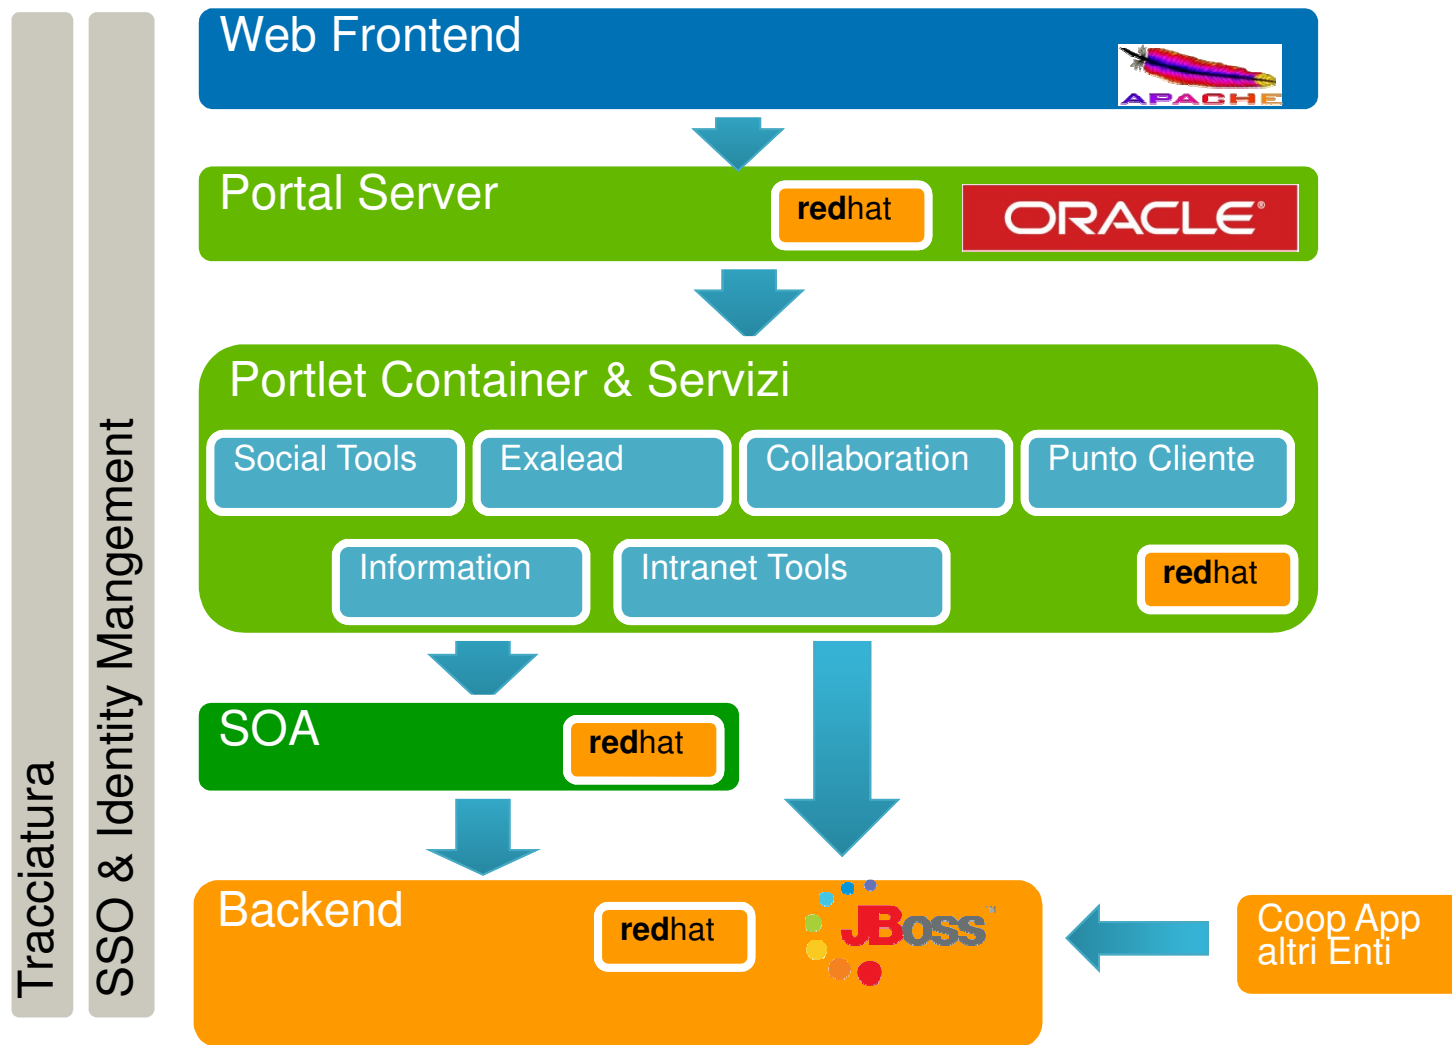 Tracciatura
SSO & Identity Mangement
Web Frontend
APACHE
Portal Server
redhat
ORACLE®
Portlet Container & Servizi
Social Tools
Exalead
Collaboration
Punto Cliente
Information
Intranet Tools
redhat
SOA
redhat
Backend
redhat
JBoss™
Coop App
altri Enti